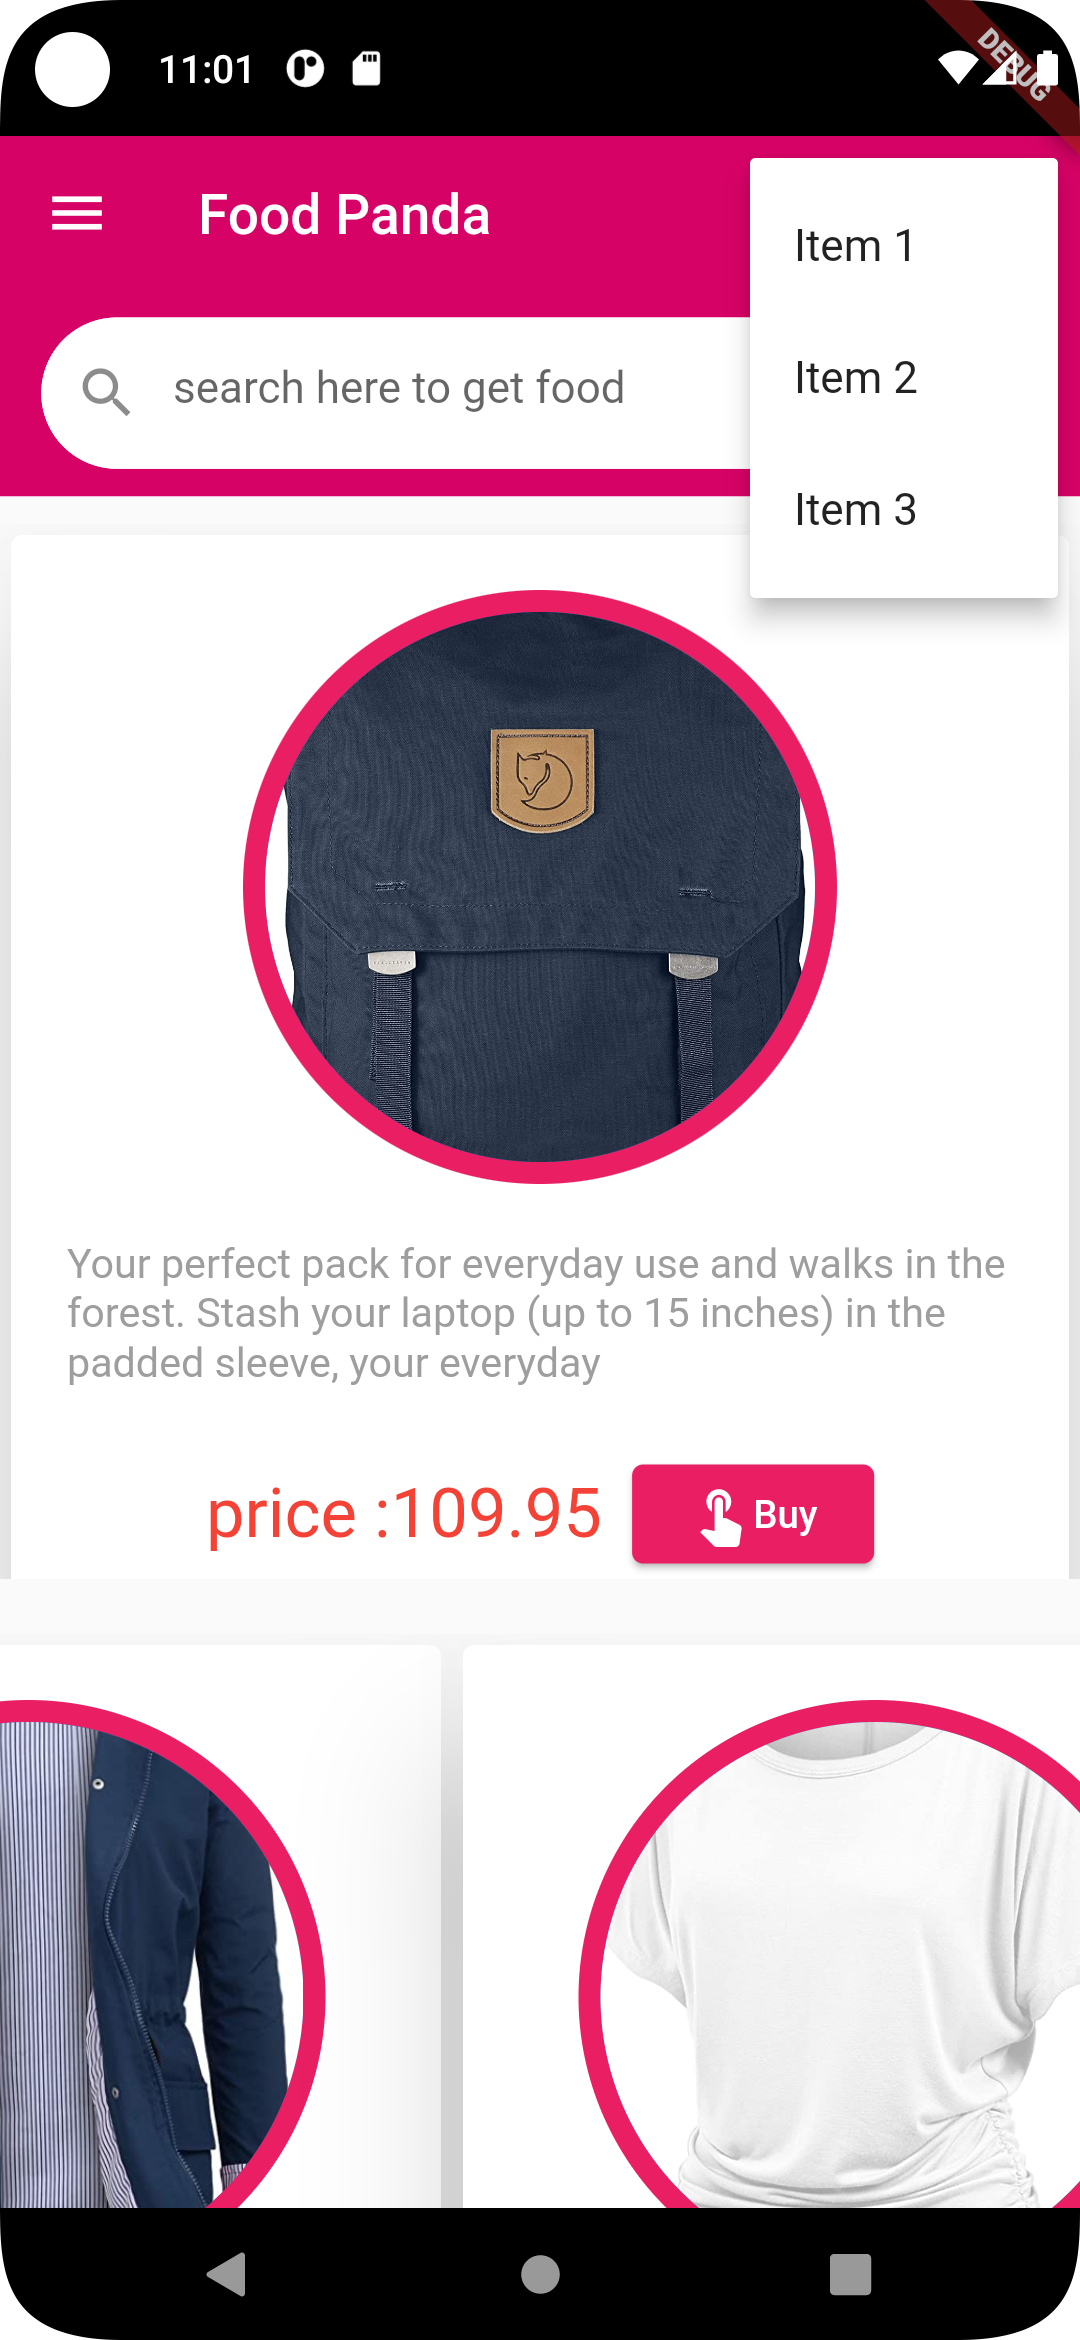 11:01
DEBUG
Food Panda
Item 1
search here to get food
Item 2
Item 3
Your perfect pack for everyday use and walks in the
forest. Stash your laptop (up to 15 inches) in the
padded sleeve, your everyday
price :109.95
Buy